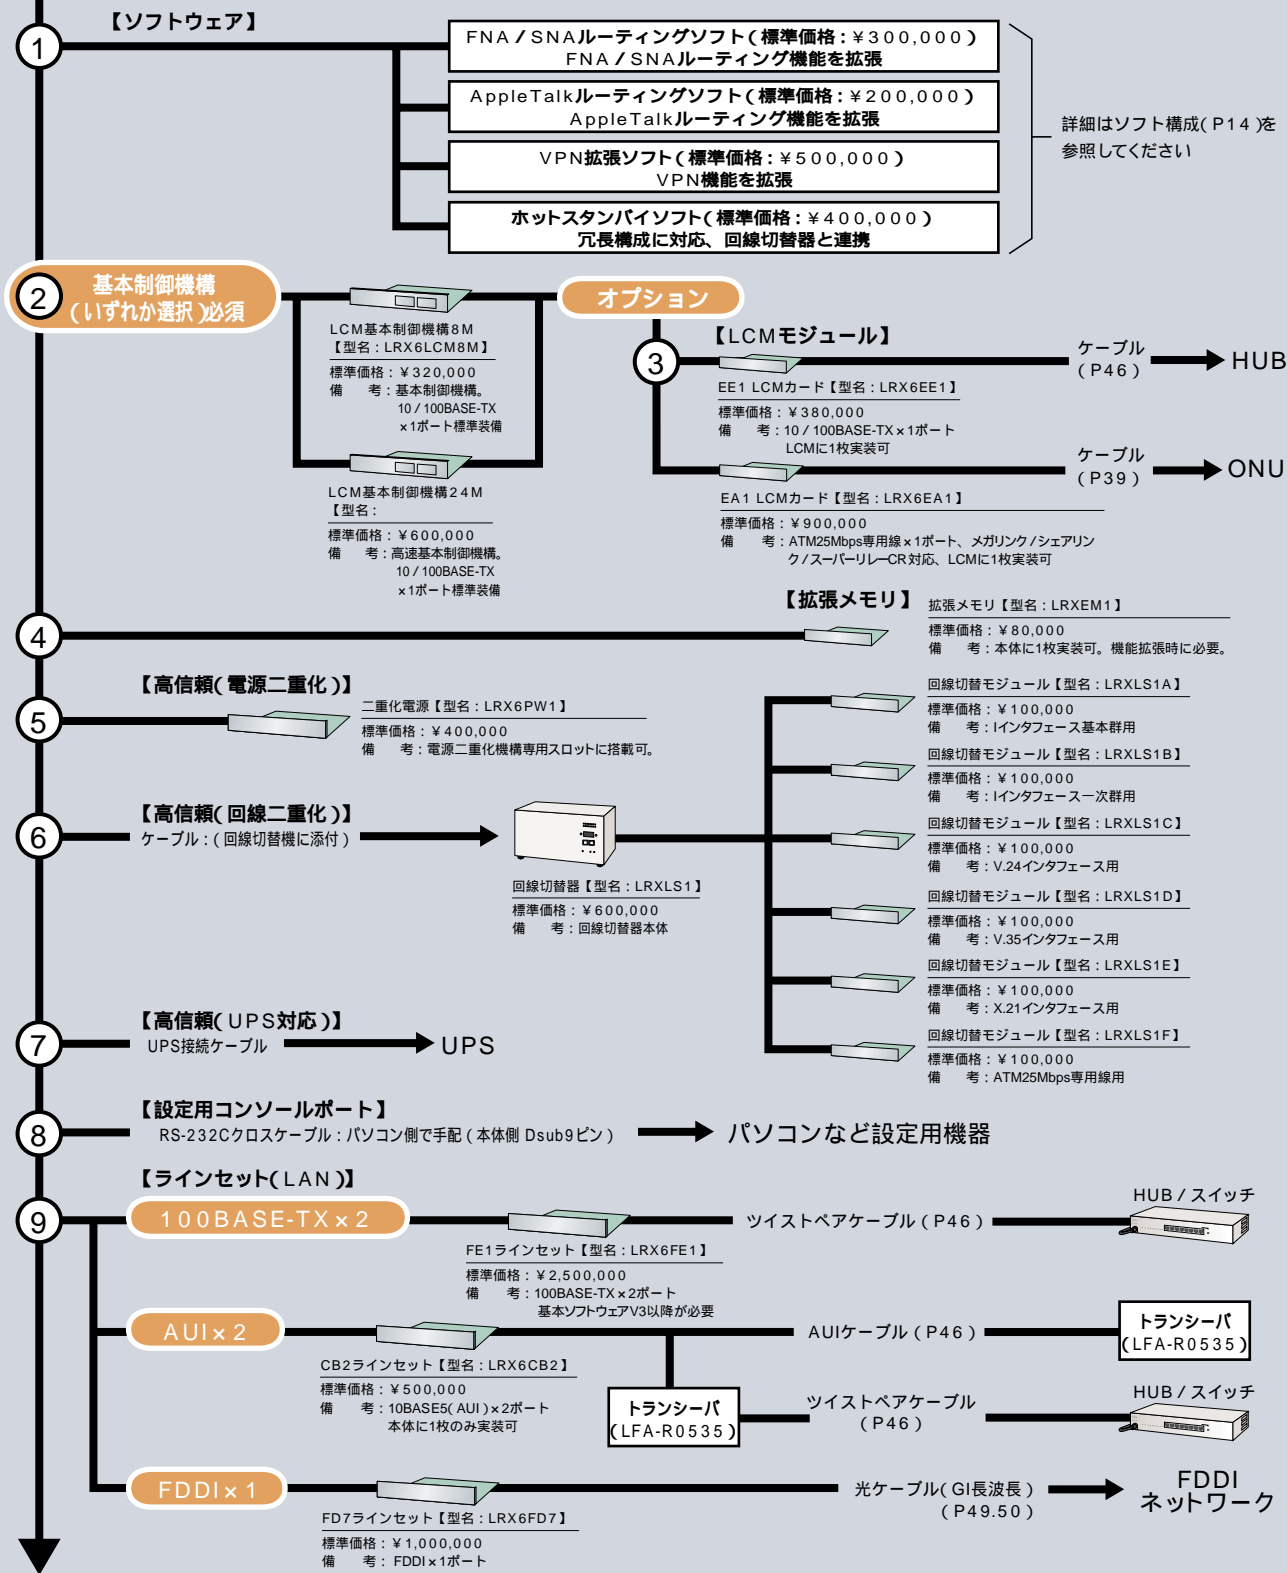 【ソフトウェア】
1
FNA/SNAルーティングソフト(標準価格:¥300,000)
FNA/SNAルーティング機能を拡張
AppleTalkルーティングソフト(標準価格:¥200,000)
AppleTalkルーティング機能を拡張
VPN拡張ソフト(標準価格:¥500,000)
VPN機能を拡張
ホットスタンバイソフト(標準価格:¥400,000)
冗長構成に対応、回線切替器と連携
詳細はソフト構成(P14)を
参照してください
2
基本制御機構
(いずれか選択)必須
LCM基本制御機構8M
【型名:LRX6LCM8M】
標準価格:¥320,000
備 考:基本制御機構。
10/100BASE-TX
×1ポート標準装備
LCM基本制御機構24M
【型名:
標準価格:¥600,000
備 考:高速基本制御機構。
10/100BASE-TX
×1ポート標準装備
オプション
3
【LCMモジュール】
EE1 LCMカード【型名:LRX6EE1】
標準価格:¥380,000
備 考:10/100BASE-TX×1ポート
LCMに1枚実装可
ケーブル
(P46)
HUB
EA1 LCMカード【型名:LRX6EA1】
標準価格:¥900,000
備 考:ATM25Mbps専用線×1ポート、メガリンク/シェアリン
ク/スーパーリレーCR対応、LCMに1枚実装可
ケーブル
(P39)
ONU
4
【拡張メモリ】
拡張メモリ【型名:LRXEM1】
標準価格:¥80,000
備 考:本体に1枚実装可。機能拡張時に必要。
5
【高信頼(電源二重化)】
二重化電源【型名:LRX6PW1】
標準価格:¥400,000
備 考:電源二重化機構専用スロットに搭載可。
6
【高信頼(回線二重化)】
ケーブル:(回線切替機に添付)
回線切替器【型名:LRXLS1】
標準価格:¥600,000
備 考:回線切替器本体
回線切替モジュール【型名:LRXLS1A】
標準価格:¥100,000
備 考:Iインタフェース基本群用
回線切替モジュール【型名:LRXLS1B】
標準価格:¥100,000
備 考:Iインタフェース一次群用
回線切替モジュール【型名:LRXLS1C】
標準価格:¥100,000
備 考:V.24インタフェース用
回線切替モジュール【型名:LRXLS1D】
標準価格:¥100,000
備 考:V.35インタフェース用
回線切替モジュール【型名:LRXLS1E】
標準価格:¥100,000
備 考:X.21インタフェース用
回線切替モジュール【型名:LRXLS1F】
標準価格:¥100,000
備 考:ATM25Mbps専用線用
7
【高信頼(UPS対応)】
UPS接続ケーブル
UPS
8
【設定用コンソールポート】
RS-232Cクロスケーブル:パソコン側で手配(本体側 Dsub9ピン)
パソコンなど設定用機器
9
【ラインセット(LAN)】
100BASE-TX×2
FE1ラインセット【型名:LRX6FE1】
標準価格:¥2,500,000
備 考:100BASE-TX×2ポート
基本ソフトウェアV3以降が必要
ツイストペアケーブル(P46)
HUB/スイッチ
AUI×2
CB2ラインセット【型名:LRX6CB2】
標準価格:¥500,000
備 考:10BASE5(AUI)×2ポート
本体に1枚のみ実装可
AUIケーブル(P46)
トランシーバ
(LFA-R0535)
トランシーバ
(LFA-R0535)
ツイストペアケーブル
(P46)
HUB/スイッチ
FDDI×1
FD7ラインセット【型名:LRX6FD7】
標準価格:¥1,000,000
備 考:FDDI×1ポート
光ケーブル(GI長波長)
(P49.50)
FDDI
ネットワーク